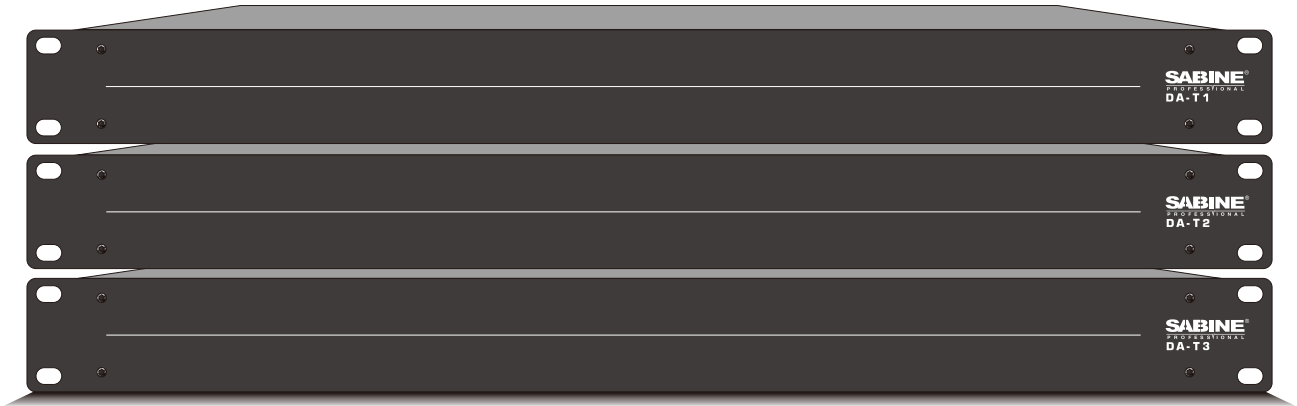 SABINE®
PROFESSIONAL
DA-T1
SABINE®
PROFESSIONAL
DA-T2
SABINE®
PROFESSIONAL
DA-T3